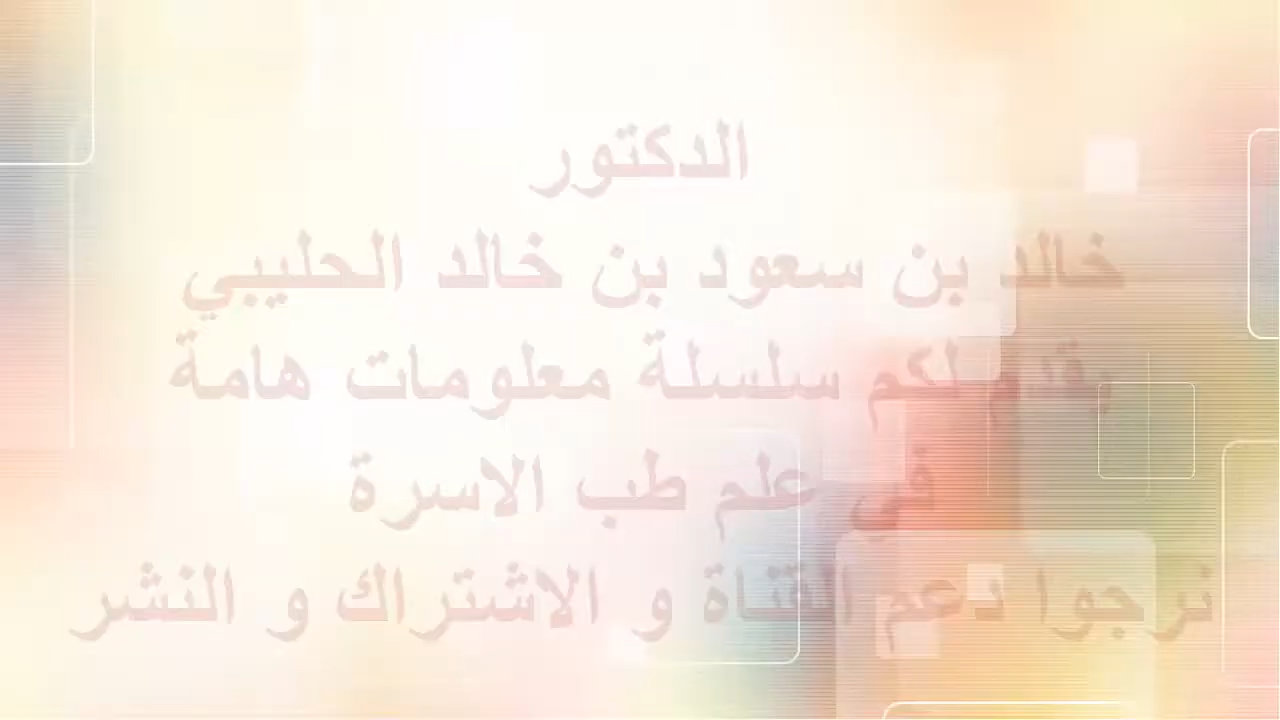 الدكتور
خالد بن سعود بن خالد الحليبي
يقدم لكم سلسلة معلومات هامة
في علم طب الاسرة
نرجوا دعم القناة و الاشتراك و النشر